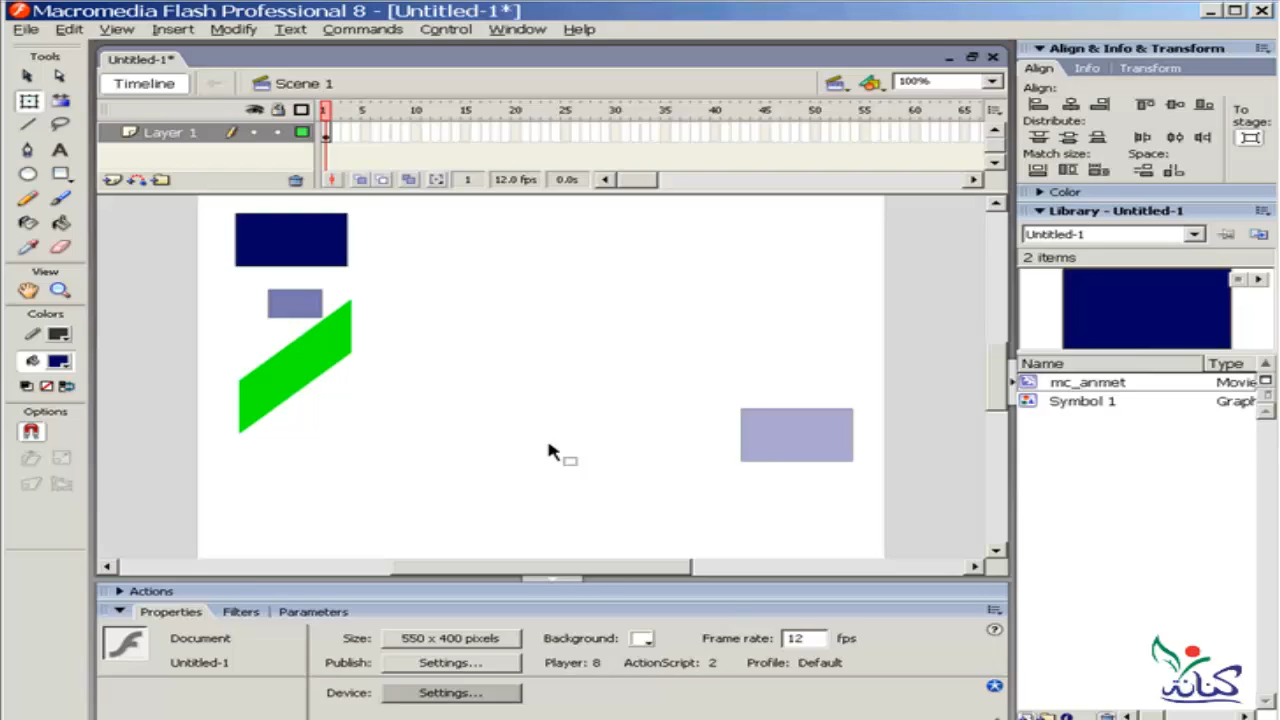 Macromedia Flash Professional 8 - [Untitled-1*]
File Edit View Insert Modify Text Commands Control Window Help
Tools
View
Colors
Options
Untitled-1*
Timeline
Scene 1
100%
1 5 10 15 20 25 30 35 40 45 50 55 60 65
Layer 1
1 12.0 fps 0.0s
Actions
Properties Filters Parameters
Document
Untitled-1
Size: 550 x 400 pixels Background: Frame rate: 12 fps
Publish: Settings... Player: 8 ActionScript: 2 Profile: Default
Device: Settings...
Align & Info & Transform
Align Info Transform
Align:
Distribute:
Match size: Space:
To
stage:
Color
Library - Untitled-1
Untitled-1
2 items
Name Type
mc_anmet Movie
Symbol 1 Graph
كنانة